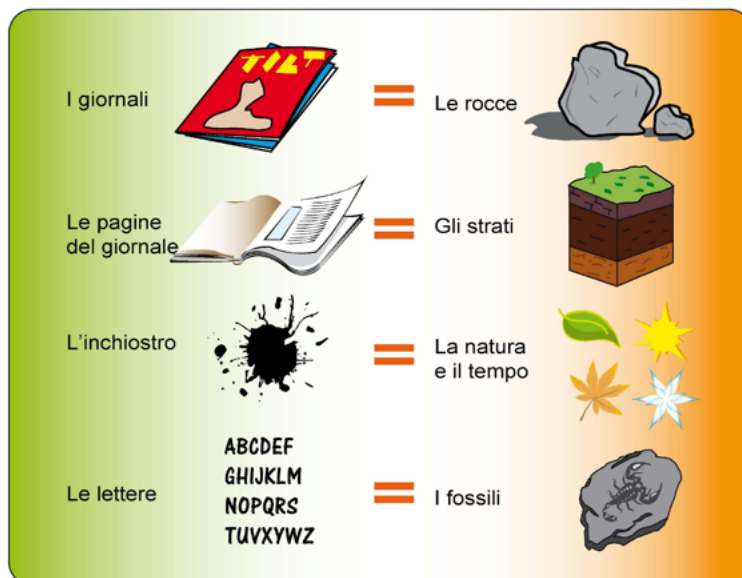 TILT
I giornali
=
Le rocce
Le pagine
del giornale
=
Gli strati
L'inchiostro
=
La natura
e il tempo
ABCDEF
GHIJKLM
NOPQRS
TUVXYWZ
Le lettere
=
I fossili